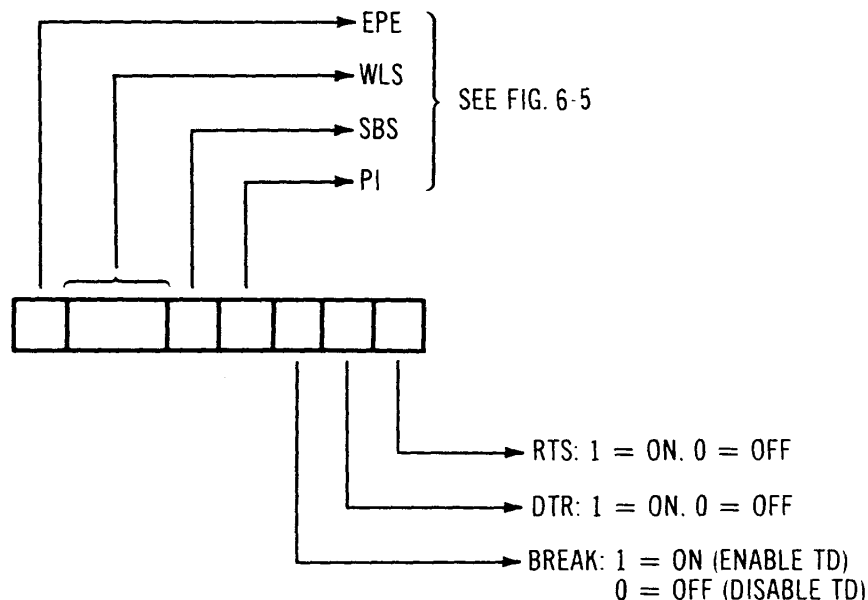 EPE
WLS
SBS
PI
SEE FIG. 6-5
RTS: 1 = ON. 0 = OFF
DTR: 1 = ON. 0 = OFF
BREAK: 1 = ON (ENABLE TD)
0 = OFF (DISABLE TD)